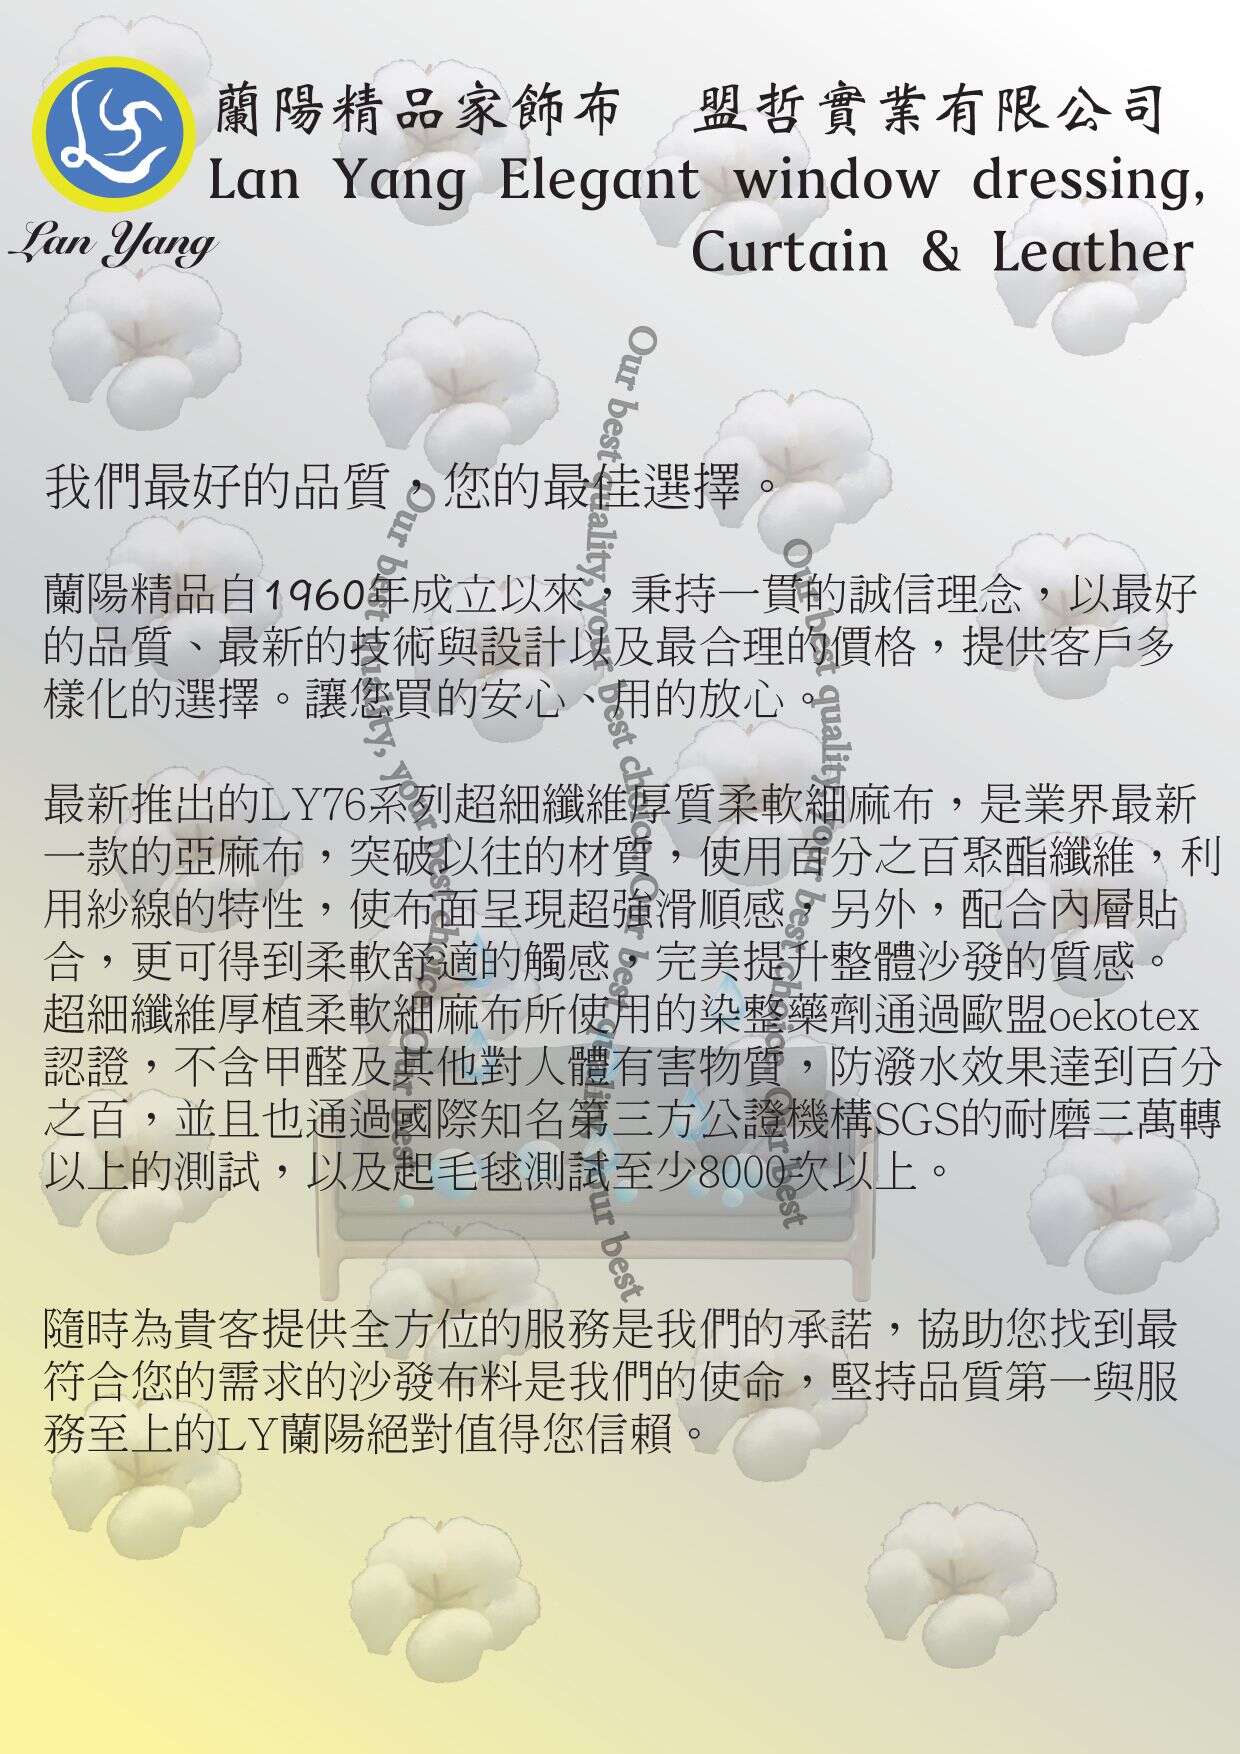 蘭陽精品家飾布 盟哲實業有限公司
Lan Yang Elegant window dressing,
Curtain & Leather
LY
Lan Yang
我們最好的品質，您的最佳選擇。
蘭陽精品自1960年成立以來，秉持一貫的誠信理念，以最好
的品質、最新的技術與設計以及最合理的價格，提供客戶多
樣化的選擇。讓您買的安心、用的放心。
最新推出的LY76系列超細纖維厚質柔軟細麻布，是業界最新
一款的亞麻布，突破以往的材質，使用百分之百聚酯纖維，利
用紗線的特性，使布面呈現超強滑順感，另外，配合內層貼
合，更可得到柔軟舒適的觸感，完美提升整體沙發的質感。
超細纖維厚植柔軟細麻布所使用的染整藥劑通過歐盟oekotex
認證，不含甲醛及其他對人體有害物質，防潑水效果達到百分
之百，並且也通過國際知名第三方公證機構SGS的耐磨三萬轉
以上的測試，以及起毛毬測試至少8000次以上。
隨時為貴客提供全方位的服務是我們的承諾，協助您找到最
符合您的需求的沙發布料是我們的使命，堅持品質第一與服
務至上的LY蘭陽絕對值得您信賴。
Our best quality, your best choice. Our best
Our best quality, your best choice. Our best quality, your best
Our best quality, your best choice. Our best